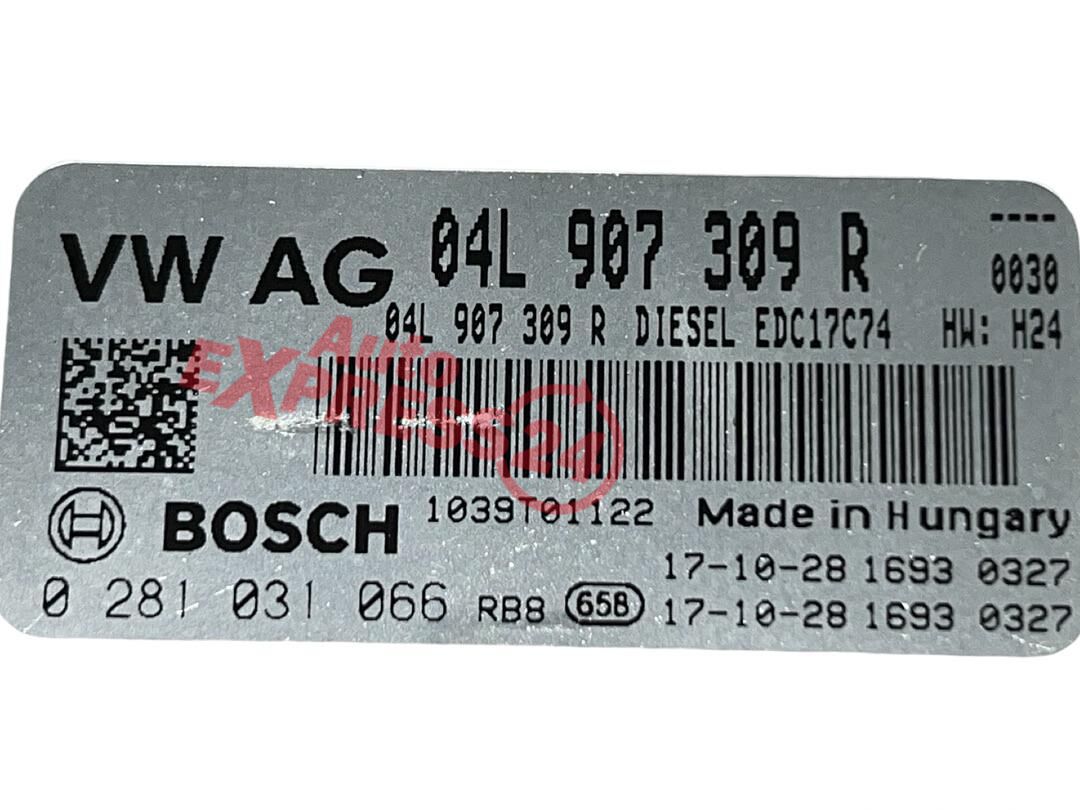 VW AG 04L 907 309 R ----
0030
04L 907 309 R DIESEL EDC17C74 HW: H24
Auto
EXPRESS24
BOSCH 1039T01122 Made in Hungary
17-10-28 1693 0327
0 281 031 066 RB8 65B 17-10-28 1693 0327